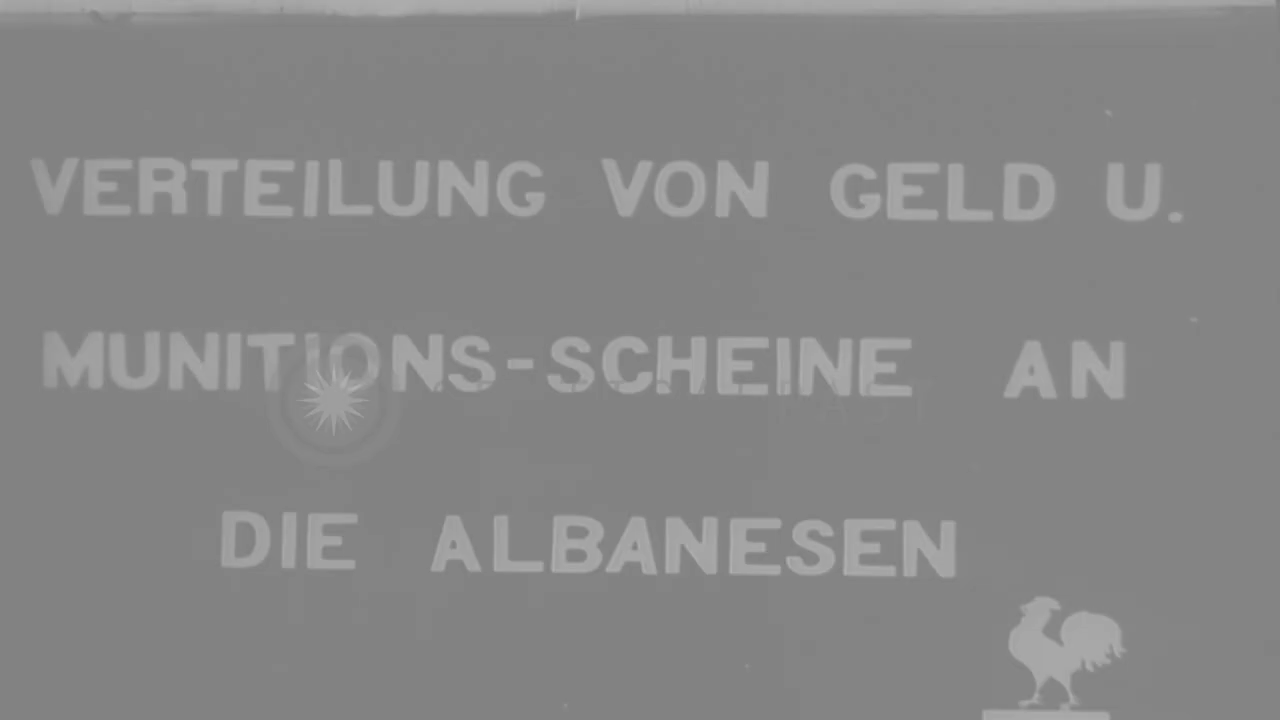 VERTEILUNG VON GELD U.
MUNITIONS-SCHEINE AN
DIE ALBANESEN